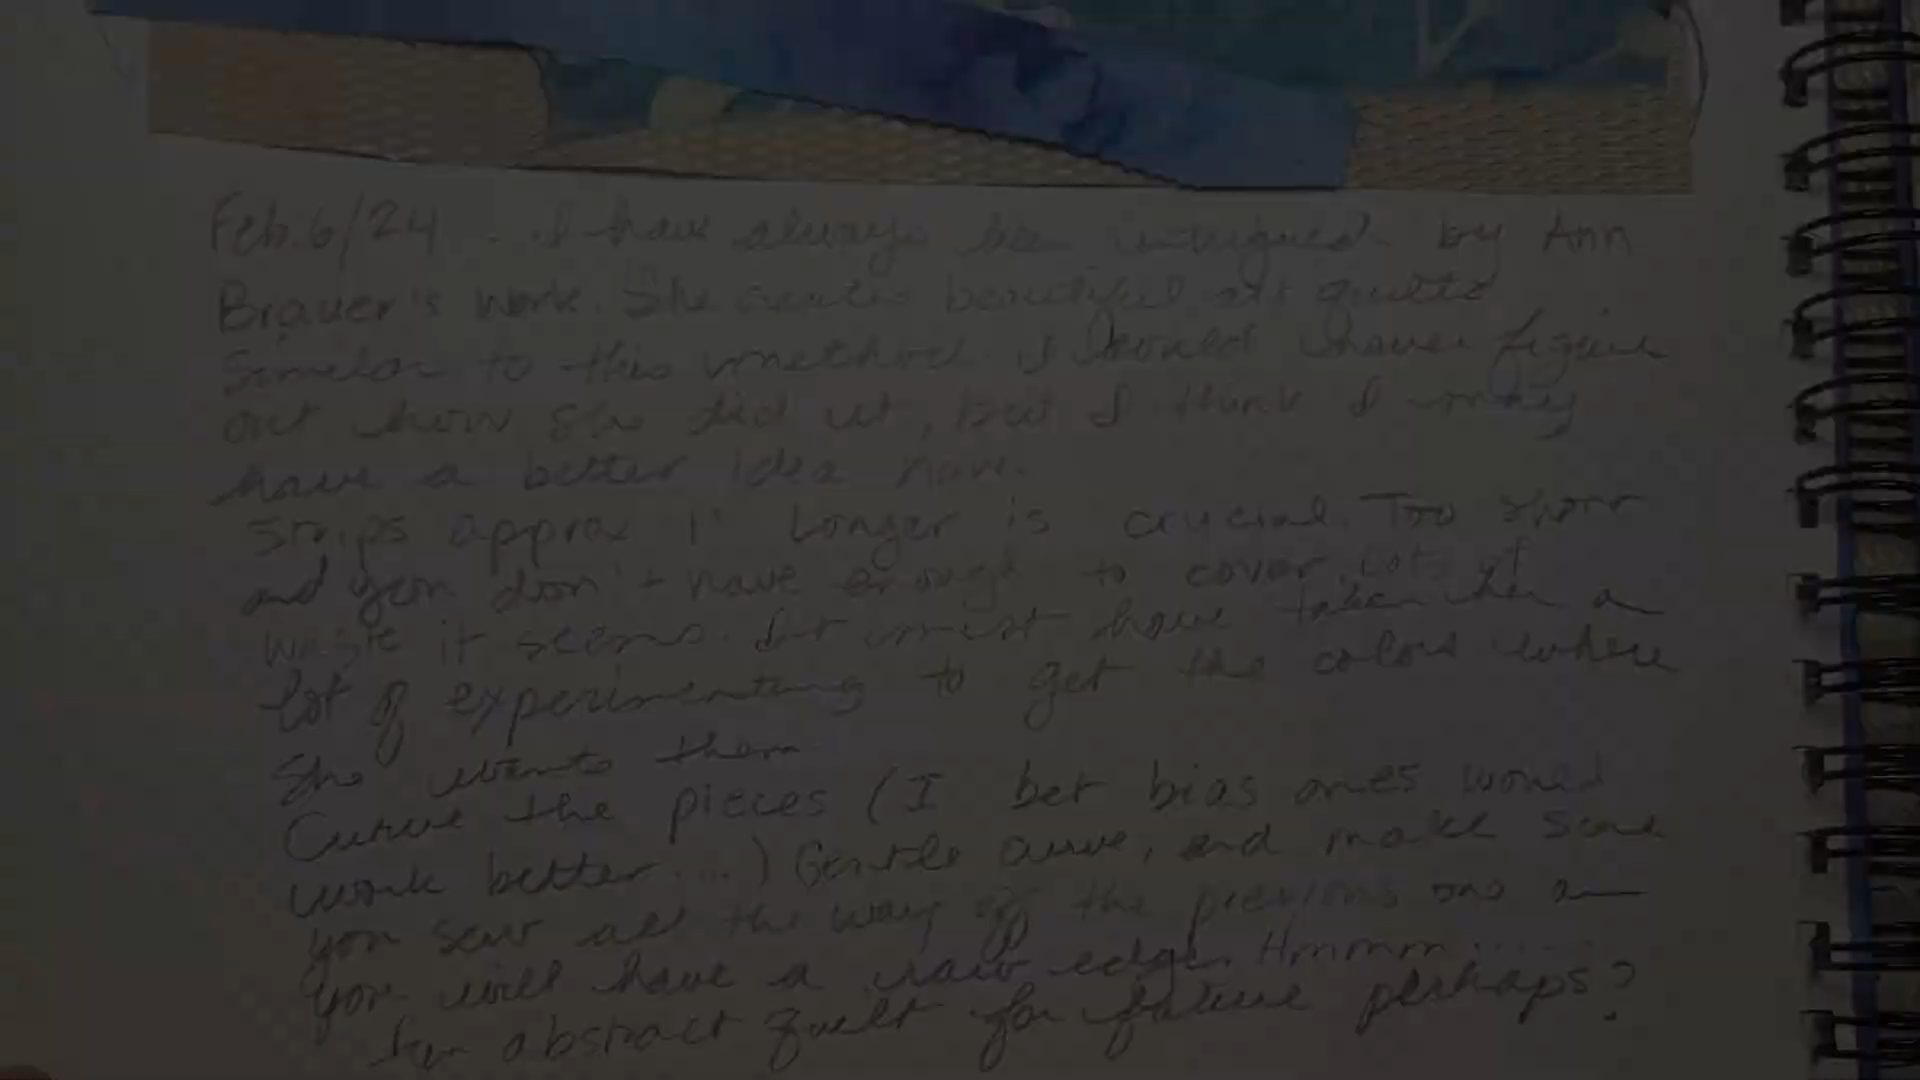 Feb. 6/24 - I have always been intrigued by Ann
Brauer's work. She creates beautiful art quilts
similar to this method. I could never figure
out how she did it, but I think I may
have a better idea now.
Strips approx 1" longer is crucial. Too short
and you don't have enough to cover. Lots of
waste it seems. But must have taken her a
lot of experimenting to get the colors where
she wants them.
Curve the pieces (I bet bias ones would
work better....) Gentle curve, and make sure
you sew all the way off the previous one or
you will have a raw edge. Hmmm.....
An abstract quilt for future perhaps?